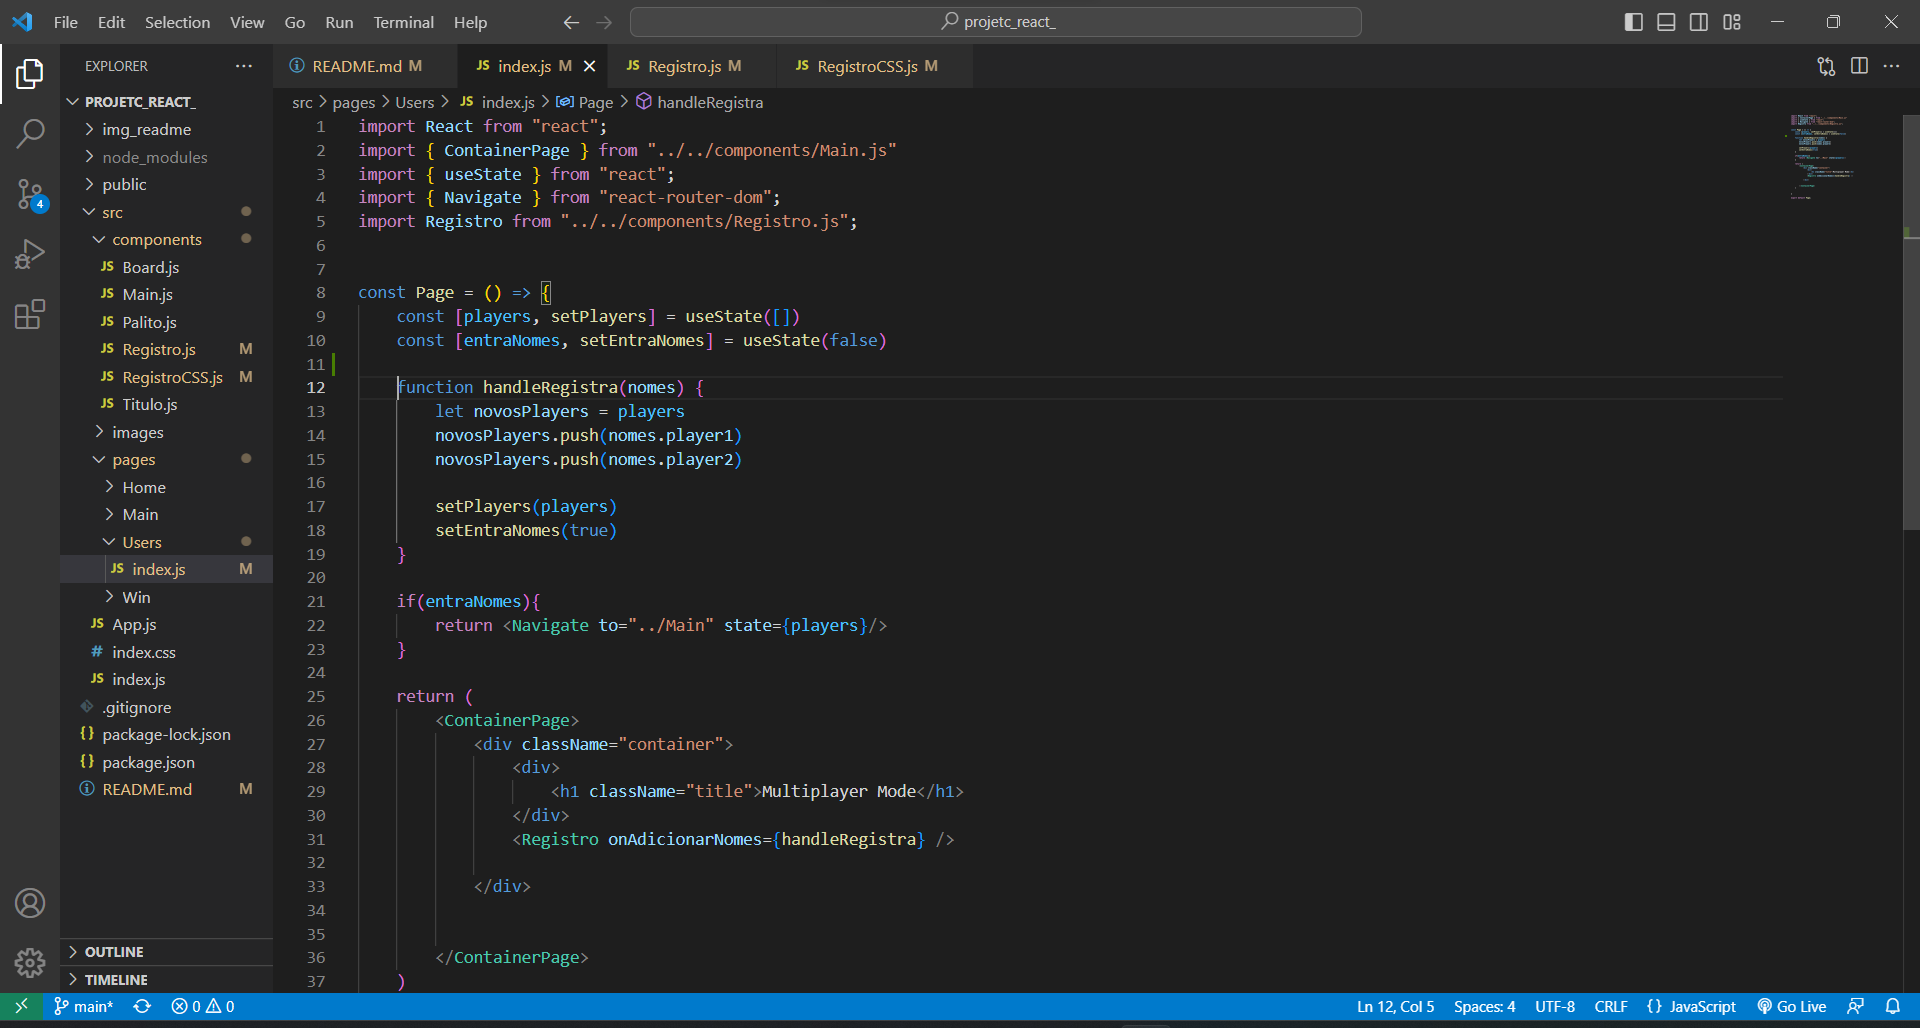 File Edit Selection View Go Run Terminal Help
projetc_react_
EXPLORER
PROJETC_REACT_
img_readme
node_modules
public
src
components
JS Board.js
JS Main.js
JS Palito.js
JS Registro.js M
JS RegistroCSS.js M
JS Titulo.js
images
pages
Home
Main
Users
JS index.js M
Win
JS App.js
# index.css
JS index.js
.gitignore
{} package-lock.json
{} package.json
README.md M
OUTLINE
TIMELINE
4
README.md M
JS index.js M
JS Registro.js M
JS RegistroCSS.js M
src > pages > Users > JS index.js > Page > handleRegistra
1 import React from "react";
2 import { ContainerPage } from "../../components/Main.js"
3 import { useState } from "react";
4 import { Navigate } from "react-router-dom";
5 import Registro from "../../components/Registro.js";
6
7
8 const Page = () => {
9 const [players, setPlayers] = useState([])
10 const [entraNomes, setEntraNomes] = useState(false)
11
12 function handleRegistra(nomes) {
13 let novosPlayers = players
14 novosPlayers.push(nomes.player1)
15 novosPlayers.push(nomes.player2)
16
17 setPlayers(players)
18 setEntraNomes(true)
19 }
20
21 if(entraNomes){
22 return <Navigate to="../Main" state={players}/>
23 }
24
25 return (
26 <ContainerPage>
27 <div className="container">
28 <div>
29 <h1 className="title">Multiplayer Mode</h1>
30 </div>
31 <Registro onAdicionarNomes={handleRegistra} />
32
33 </div>
34
35
36 </ContainerPage>
37 )
main* 0 0
Ln 12, Col 5 Spaces: 4 UTF-8 CRLF {} JavaScript Go Live